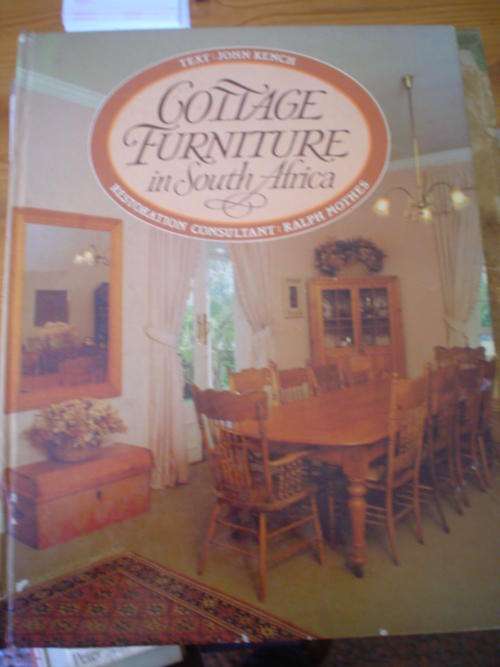 TEXT: JOHN KENCH
COTTAGE
FURNITURE
in South Africa
RESTORATION CONSULTANT: RALPH MOTHES